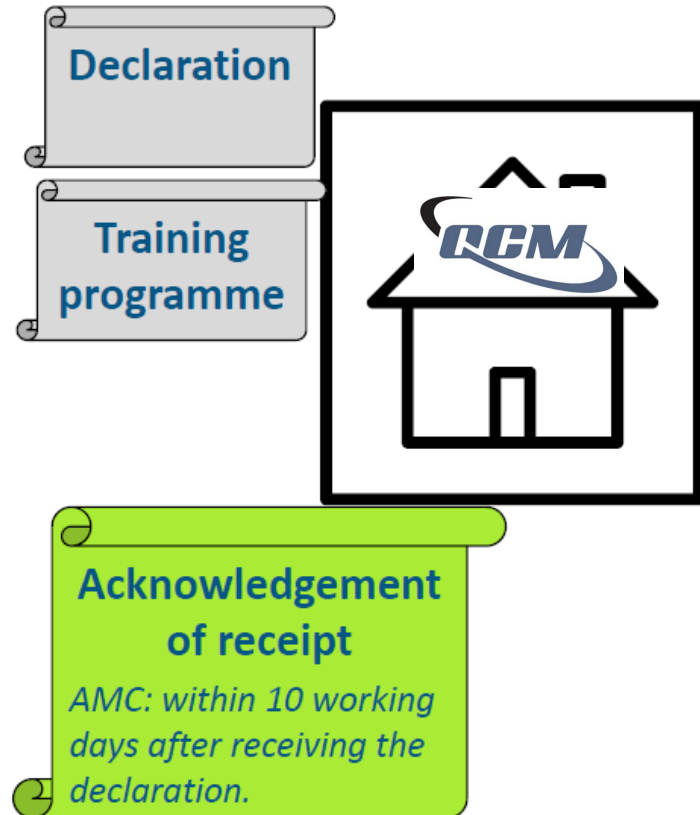 Declaration
Training
programme
QCM
Acknowledgement
of receipt
AMC: within 10 working
days after receiving the
declaration.